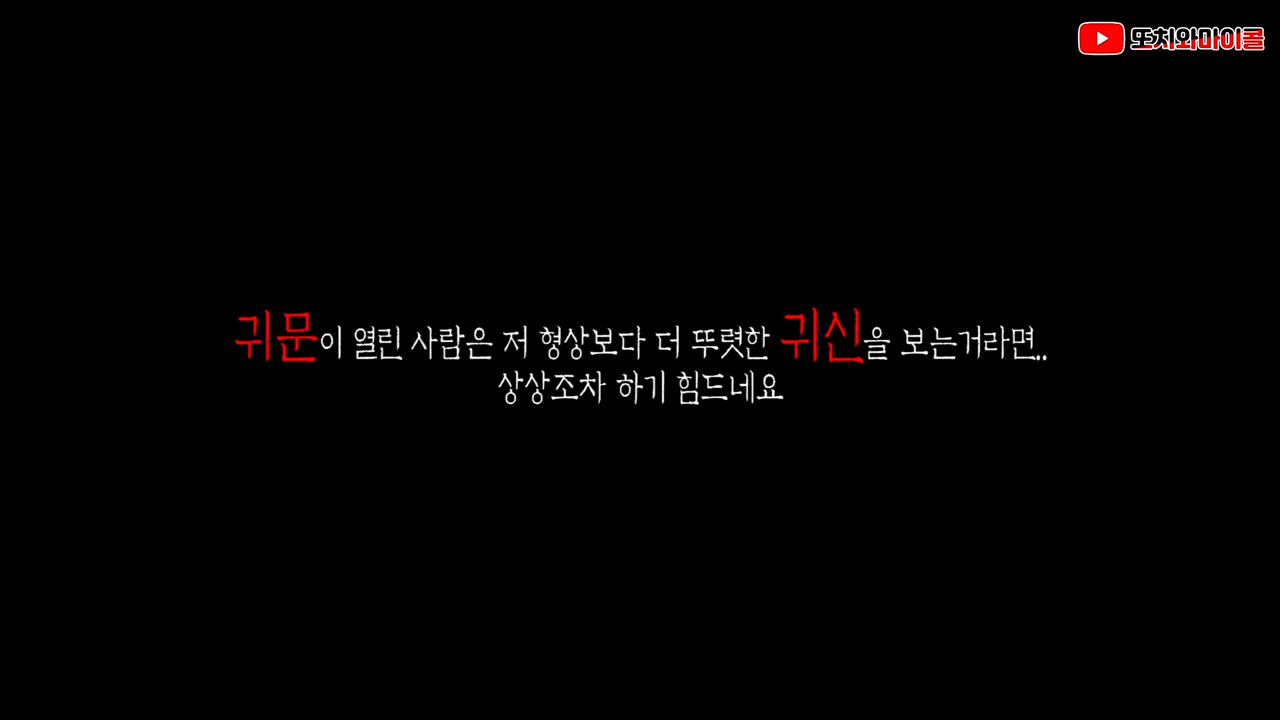 또치와마이콜
귀문이 열린 사람은 저 형상보다 더 뚜렷한 귀신을 보는거라면..
상상조차 하기 힘드네요